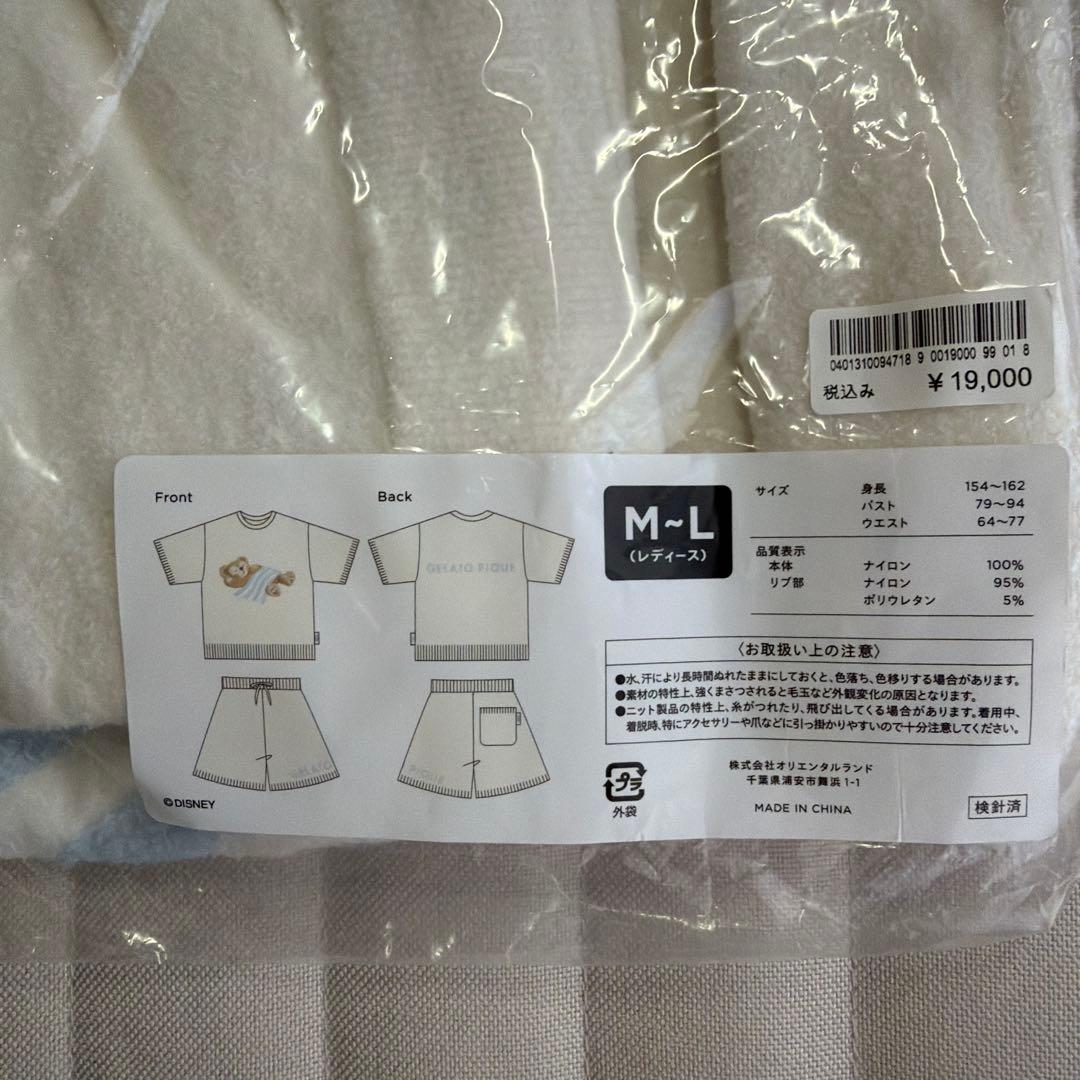 0401310094718 9 0019000 99 01 8
税込み ¥19,000
Front
Back
GELATO PIQUE
GELATO
PIQUE
©DISNEY
M~L
(レディース)
サイズ 身長 154~162
バスト 79~94
ウエスト 64~77
品質表示
本体 ナイロン 100%
リブ部 ナイロン 95%
ポリウレタン 5%
〈お取扱い上の注意〉
●水、汗により長時間ぬれたままにしておくと、色落ち、色移りする場合があります。
●素材の特性上、強くまさつされると毛玉など外観変化の原因となります。
●ニット製品の特性上、糸がつれたり、飛び出してくる場合があります。着用中、
着脱時、特にアクセサリーや爪などに引っ掛かりやすいので十分注意してください。
プラ
外袋
株式会社オリエンタルランド
千葉県浦安市舞浜1-1
MADE IN CHINA
検針済